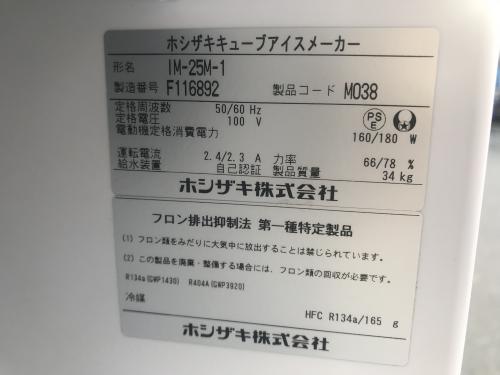 ホシザキキューブアイスメーカー
形名 IM-25M-1
製造番号 F116892 製品コード M038
定格周波数 50/60 Hz
定格電圧 100 V
PS E
電動機定格消費電力 160/180 W
運転電流 2.4/2.3 A 力率 66/78 %
給水装置 自己認証 製品質量 34 kg
ホシザキ株式会社
フロン排出抑制法 第一種特定製品
(1) フロン類をみだりに大気中に放出することは禁じられています。
(2) この製品を廃棄・整備する場合には、フロン類の回収が必要です。
R134a(GWP1430) R404A(GWP3920)
冷媒 HFC R134a/165 g
ホシザキ株式会社